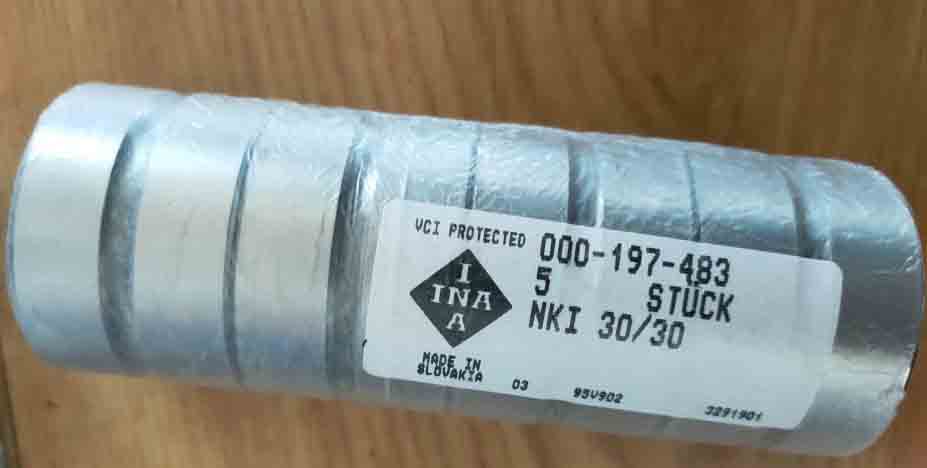 VCI PROTECTED
000-197-483
5 STÜCK
NKI 30/30
I
INA
A
MADE IN
SLOVAKIA
03 95V902 3291901